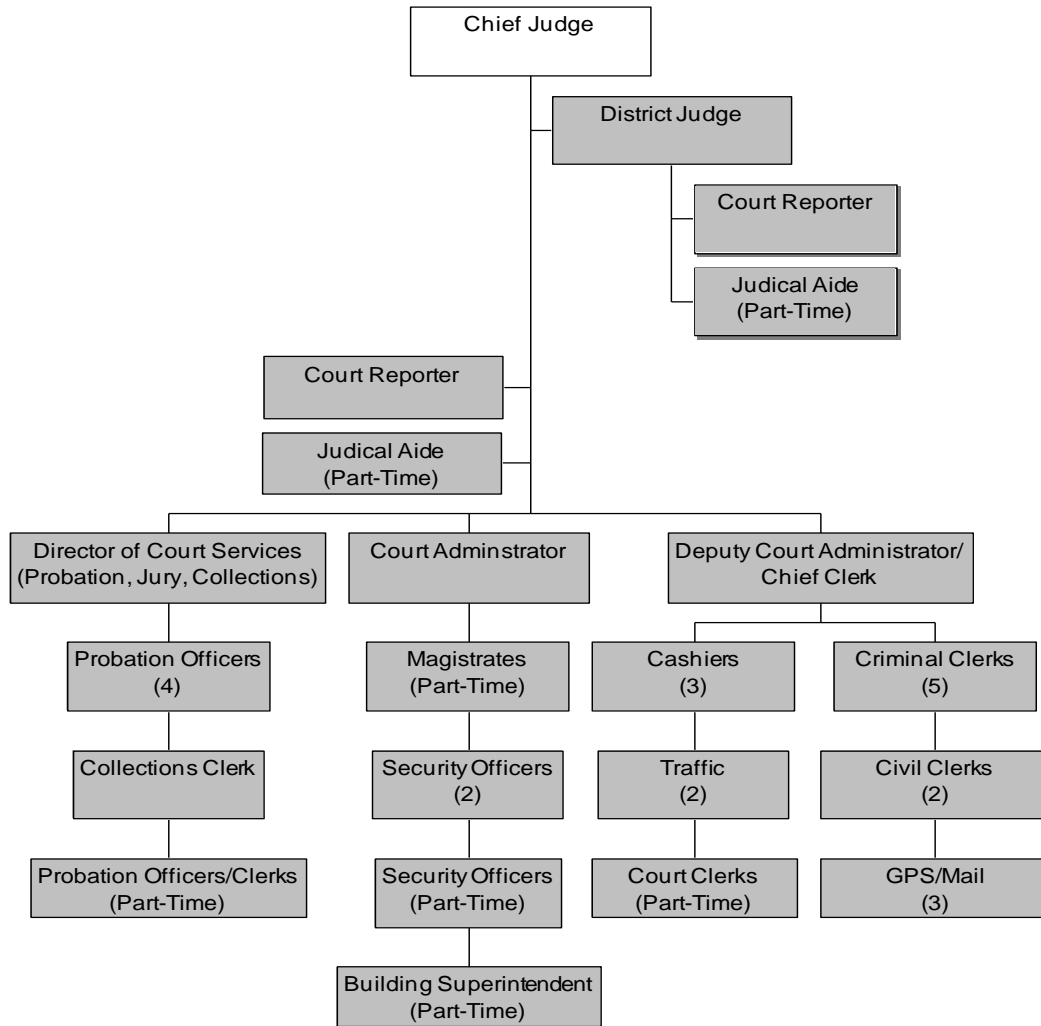 Chief Judge
District Judge
Court Reporter
Judical Aide
(Part-Time)
Court Reporter
Judical Aide
(Part-Time)
Director of Court Services
(Probation, Jury, Collections)
Court Adminstrator
Deputy Court Administrator/
Chief Clerk
Probation Officers
(4)
Magistrates
(Part-Time)
Cashiers
(3)
Criminal Clerks
(5)
Collections Clerk
Security Officers
(2)
Traffic
(2)
Civil Clerks
(2)
Probation Officers/Clerks
(Part-Time)
Security Officers
(Part-Time)
Court Clerks
(Part-Time)
GPS/Mail
(3)
Building Superintendent
(Part-Time)